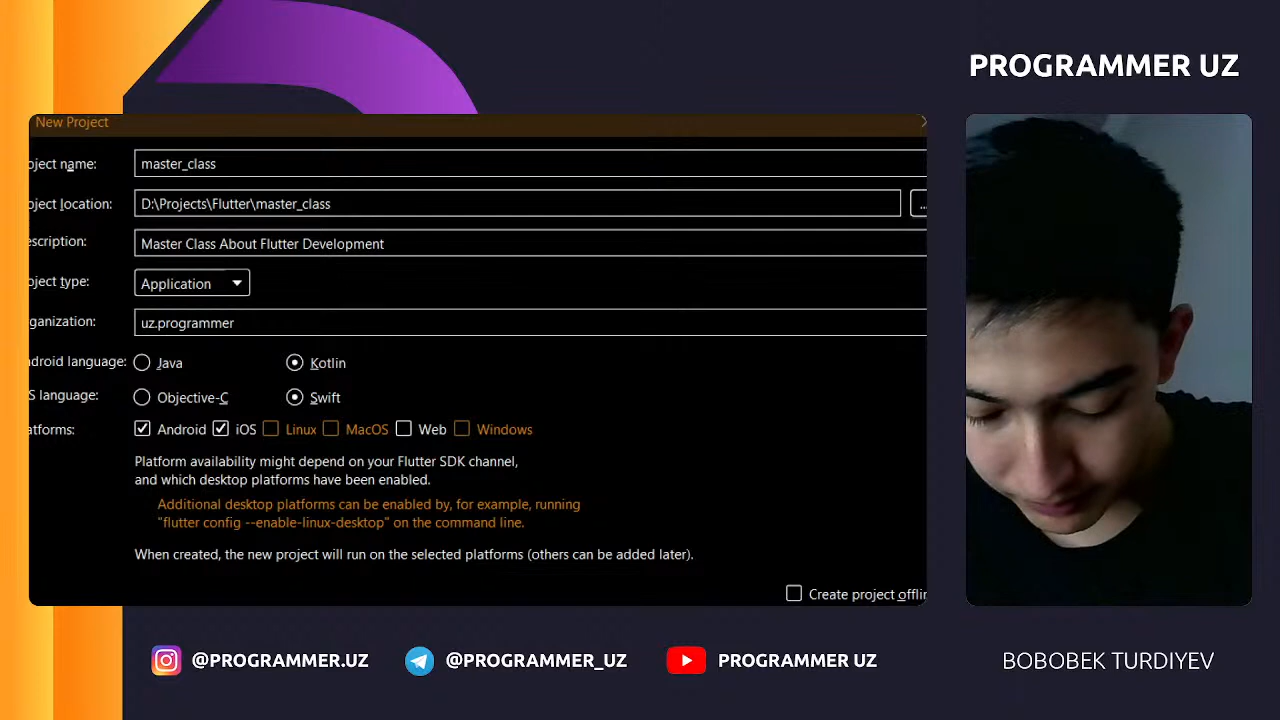 PROGRAMMER UZ
New Project
oject name: master_class
oject location: D:\Projects\Flutter\master_class ...
escription: Master Class About Flutter Development
oject type: Application
ganization: uz.programmer
ndroid language: Java Kotlin
S language: Objective-C Swift
atforms: Android iOS Linux MacOS Web Windows
Platform availability might depend on your Flutter SDK channel,
and which desktop platforms have been enabled.
Additional desktop platforms can be enabled by, for example, running
"flutter config --enable-linux-desktop" on the command line.
When created, the new project will run on the selected platforms (others can be added later).
Create project offlin
@PROGRAMMER.UZ @PROGRAMMER_UZ PROGRAMMER UZ BOBOBEK TURDIYEV